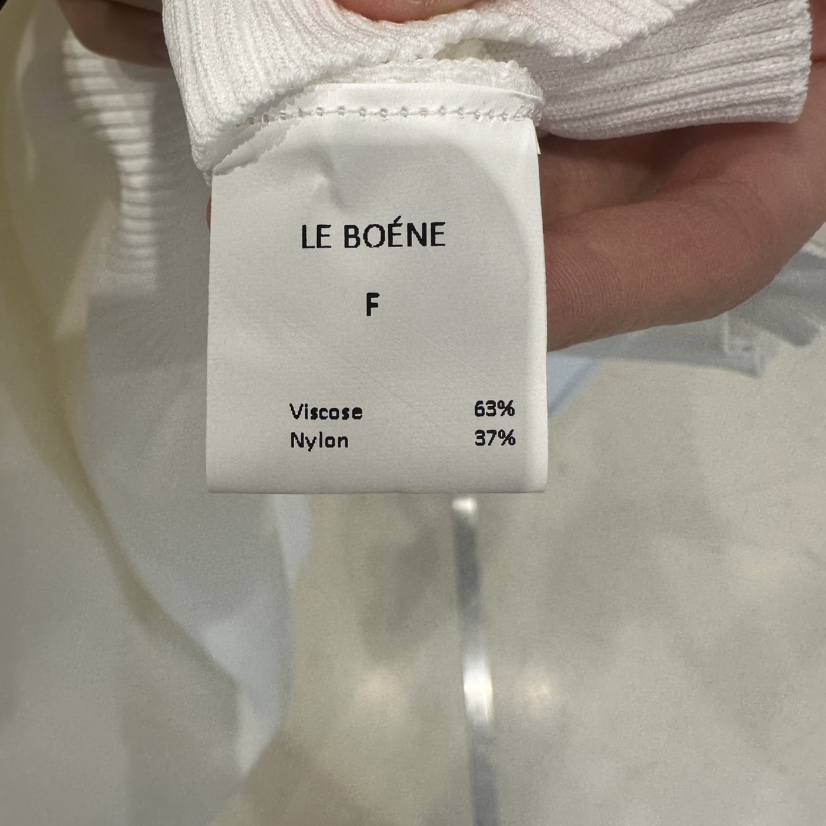 LE BOÉNE
F
Viscose 63%
Nylon 37%